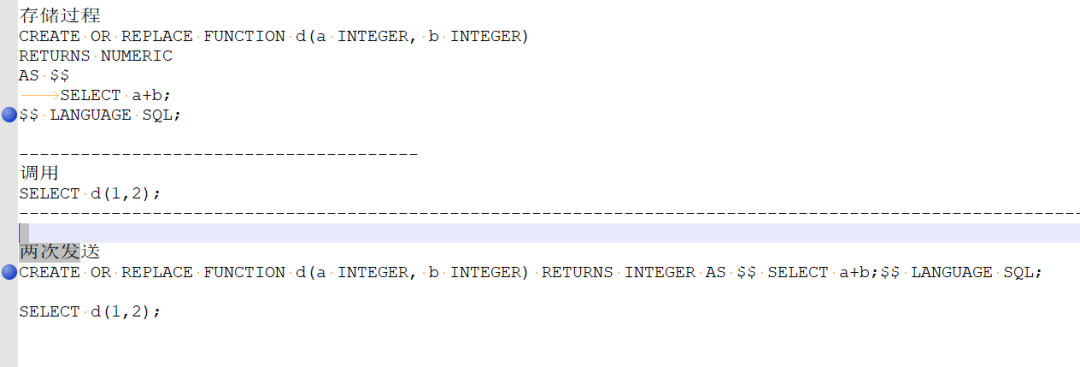 存储过程
CREATE OR REPLACE FUNCTION d(a INTEGER, b INTEGER)
RETURNS NUMERIC
AS $$
SELECT a+b;
$$ LANGUAGE SQL;
---------------------------------------
调用
SELECT d(1,2);
--------------------------------------------------------------------------------------------------------
两次发送
CREATE OR REPLACE FUNCTION d(a INTEGER, b INTEGER) RETURNS INTEGER AS $$ SELECT a+b;$$ LANGUAGE SQL;
SELECT d(1,2);